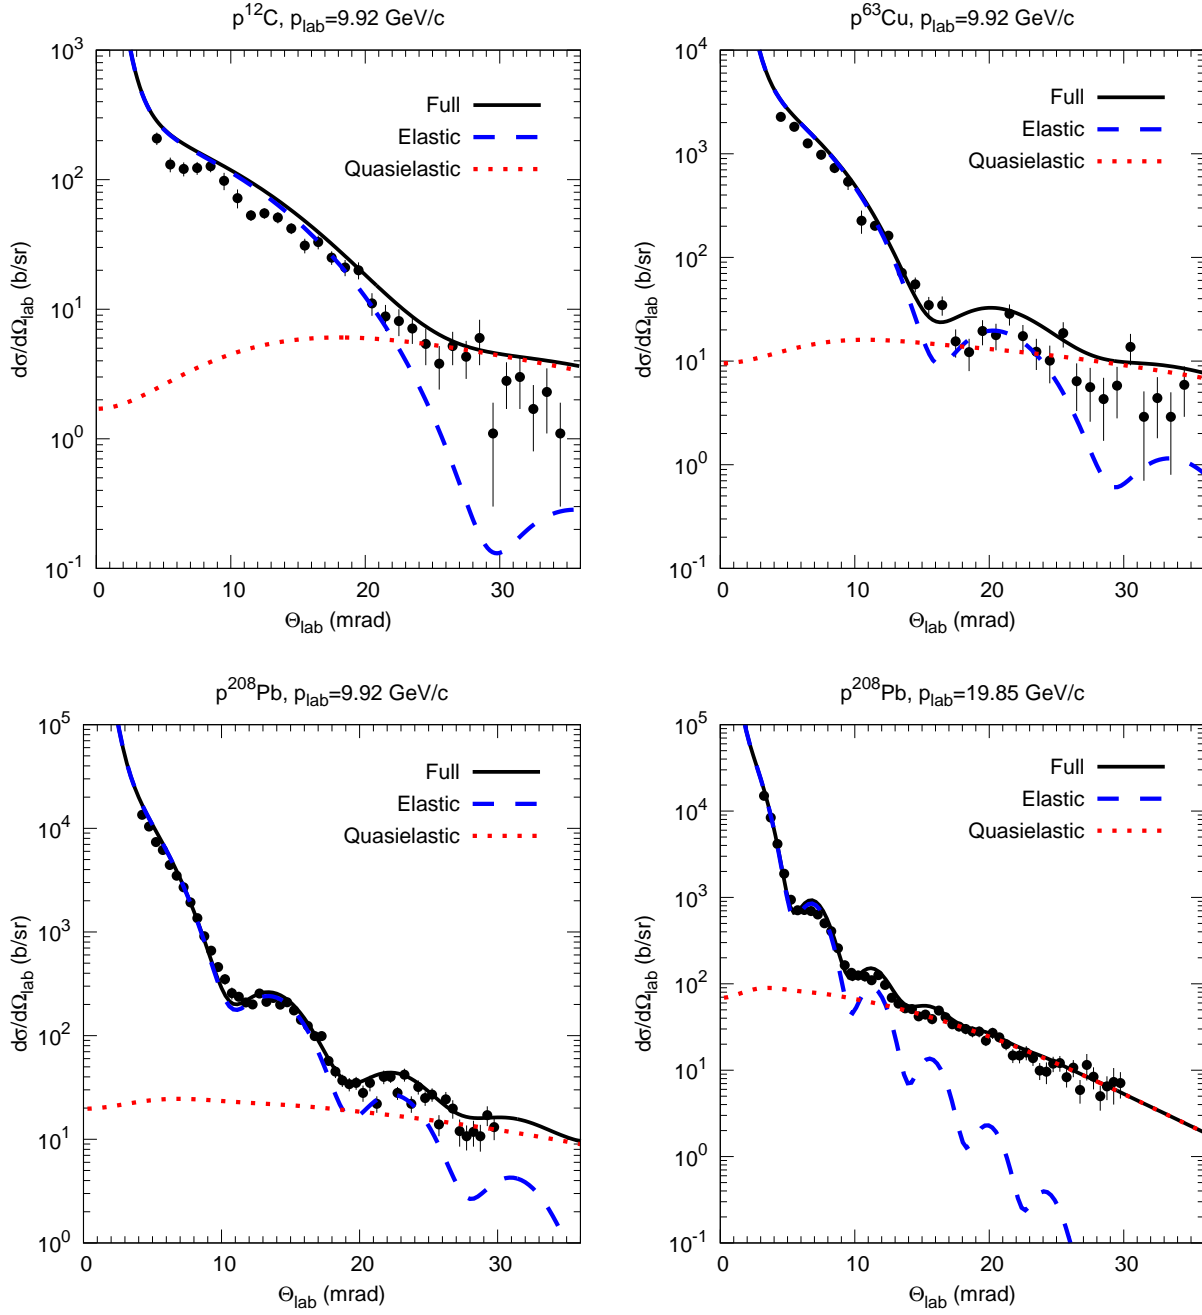 p¹²C, p_lab=9.92 GeV/c
10³
10²
10¹
10⁰
10⁻¹
dσ/dΩ_lab (b/sr)
Full
Elastic
Quasielastic
0 10 20 30
Θ_lab (mrad)
p⁶³Cu, p_lab=9.92 GeV/c
10⁴
10³
10²
10¹
10⁰
10⁻¹
dσ/dΩ_lab (b/sr)
Full
Elastic
Quasielastic
0 10 20 30
Θ_lab (mrad)
p²⁰⁸Pb, p_lab=9.92 GeV/c
10⁵
10⁴
10³
10²
10¹
10⁰
dσ/dΩ_lab (b/sr)
Full
Elastic
Quasielastic
0 10 20 30
Θ_lab (mrad)
p²⁰⁸Pb, p_lab=19.85 GeV/c
10⁵
10⁴
10³
10²
10¹
10⁰
10⁻¹
dσ/dΩ_lab (b/sr)
Full
Elastic
Quasielastic
0 10 20 30
Θ_lab (mrad)